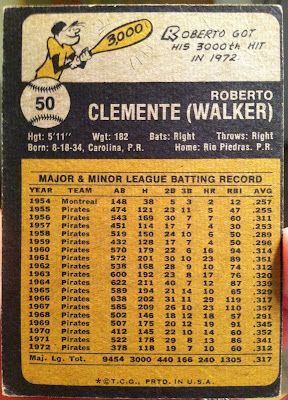 3,000
ROBERTO GOT
HIS 3000th HIT
IN 1972
50
ROBERTO
CLEMENTE (WALKER)
Hgt: 5'11" Wgt: 182 Bats: Right Throws: Right
Born: 8-18-34, Carolina, P.R. Home: Rio Piedras, P.R.
MAJOR & MINOR LEAGUE BATTING RECORD
YEAR TEAM AB H 2B 3B HR RBI AVG
1954 Montreal 148 38 5 3 2 12 .257
1955 Pirates 474 121 23 11 5 47 .255
1956 Pirates 543 169 30 7 7 60 .311
1957 Pirates 451 114 17 7 4 30 .253
1958 Pirates 519 150 24 10 6 50 .289
1959 Pirates 432 128 17 7 4 50 .296
1960 Pirates 570 179 22 6 16 94 .314
1961 Pirates 572 201 30 10 23 89 .351
1962 Pirates 538 168 28 9 10 74 .312
1963 Pirates 600 192 23 8 17 76 .320
1964 Pirates 622 211 40 7 12 87 .339
1965 Pirates 589 194 21 14 10 65 .329
1966 Pirates 638 202 31 11 29 119 .317
1967 Pirates 585 209 26 10 23 110 .357
1968 Pirates 502 146 18 12 18 57 .291
1969 Pirates 507 175 20 12 19 91 .345
1970 Pirates 412 145 22 10 14 60 .352
1971 Pirates 522 178 29 8 13 86 .341
1972 Pirates 378 118 19 7 10 60 .312
Maj. Lg. Tot. 9454 3000 440 166 240 1305 .317
*©T.C.G., PRTD. IN U.S.A.